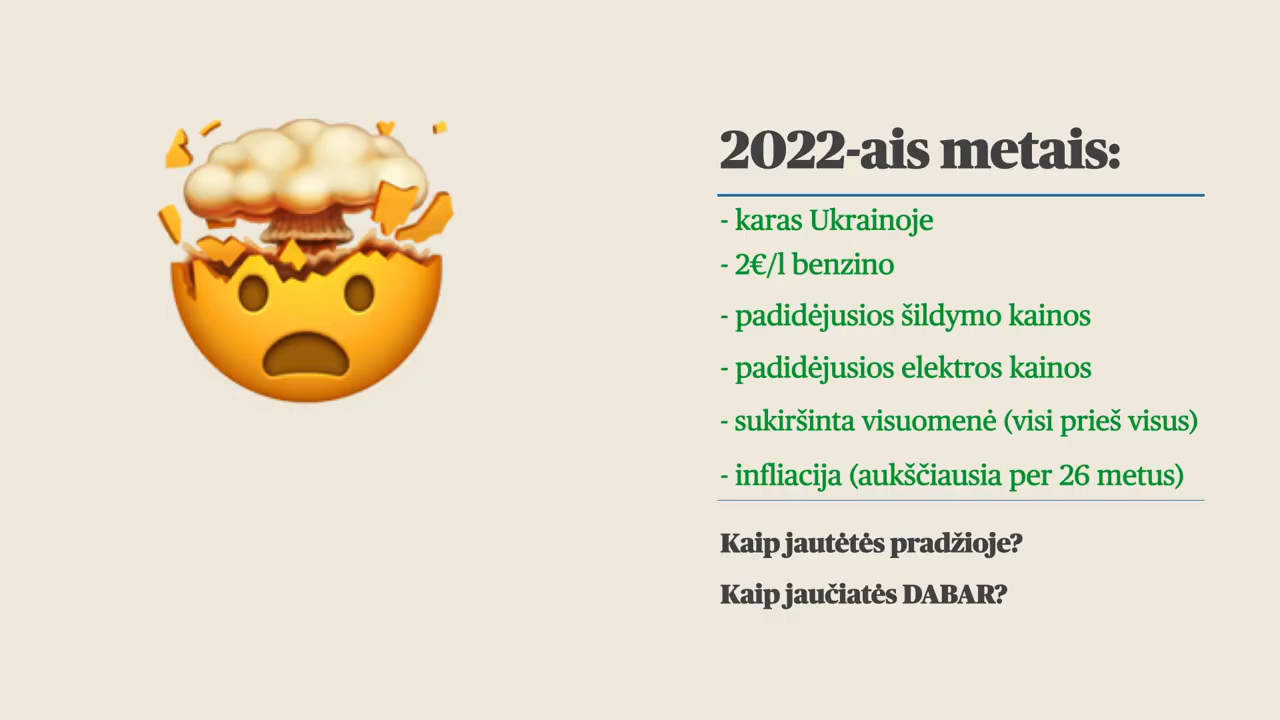 2022-ais metais:
- karas Ukrainoje
- 2€/l benzino
- padidėjusios šildymo kainos
- padidėjusios elektros kainos
- sukiršinta visuomenė (visi prieš visus)
- infliacija (aukščiausia per 26 metus)
Kaip jautėtės pradžioje?
Kaip jaučiatės DABAR?